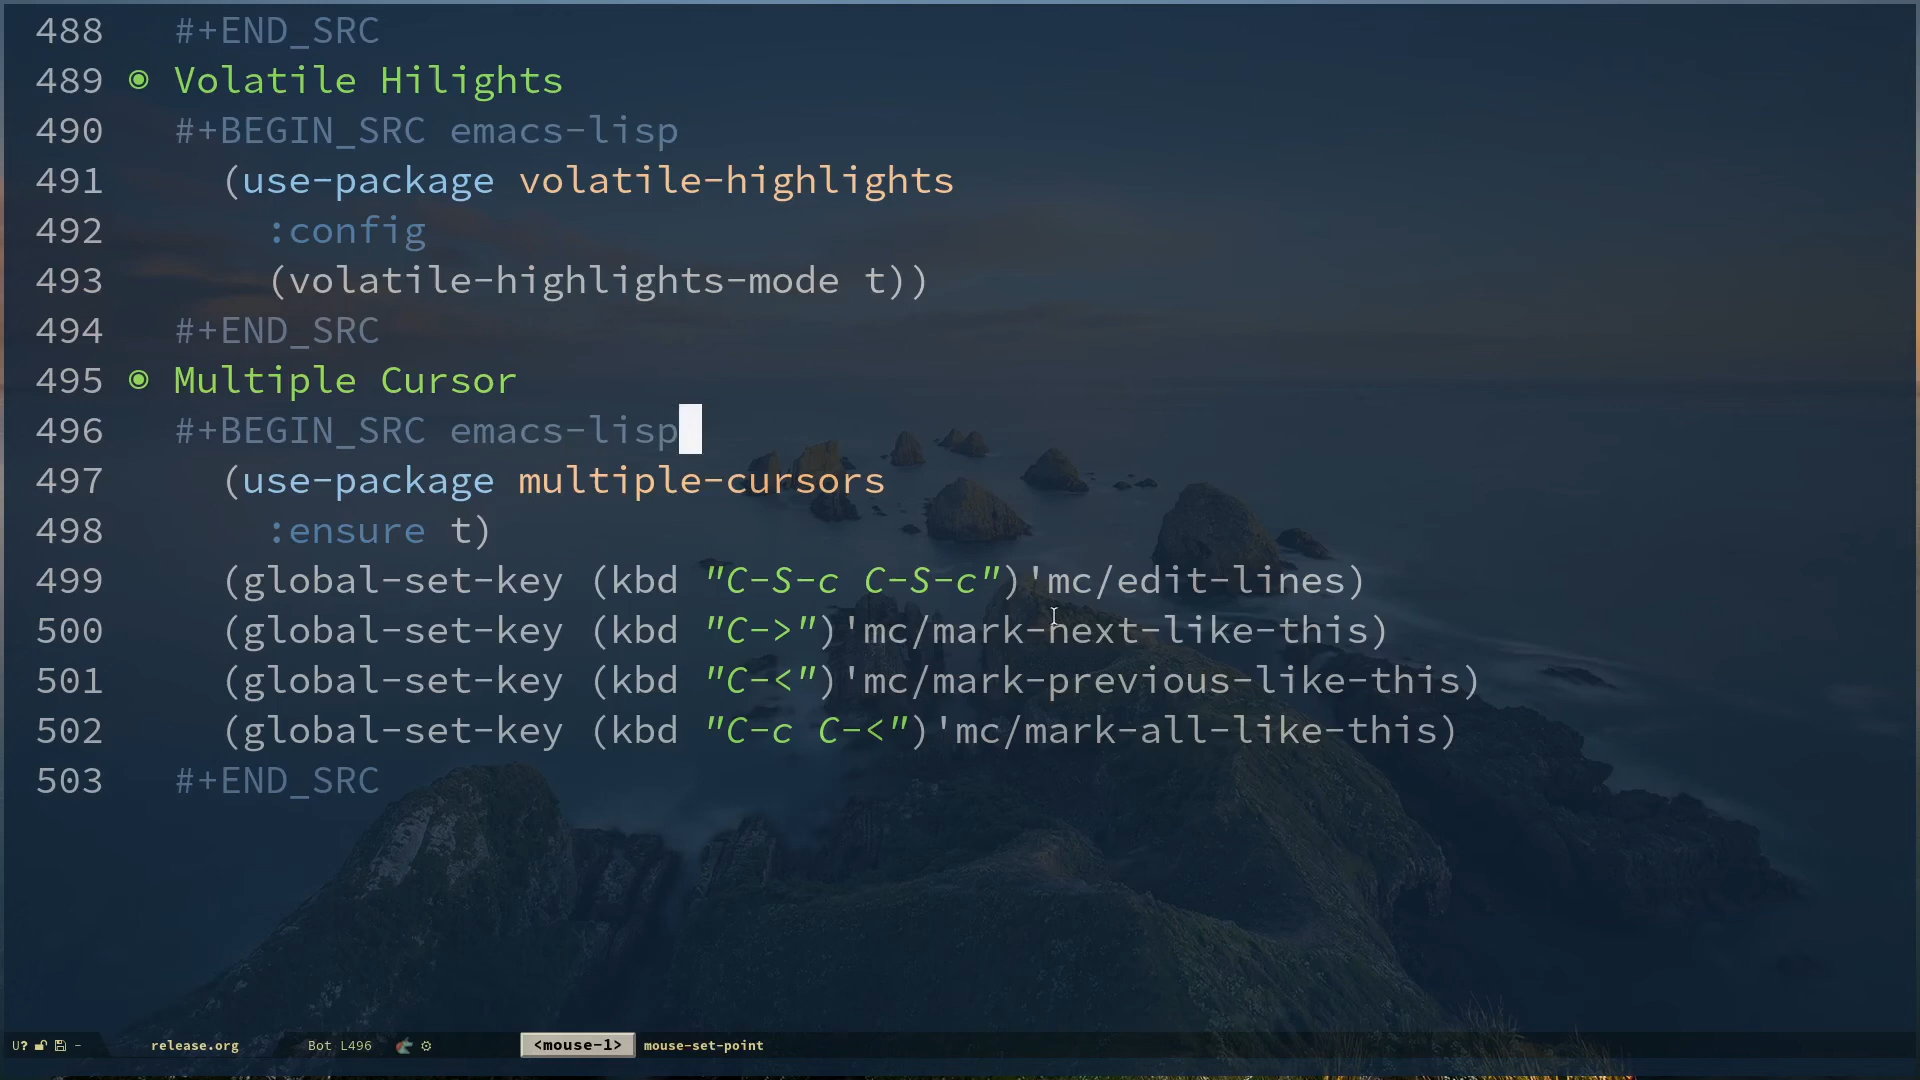 488 #+END_SRC
489 Volatile Hilights
490 #+BEGIN_SRC emacs-lisp
491 (use-package volatile-highlights
492 :config
493 (volatile-highlights-mode t))
494 #+END_SRC
495 Multiple Cursor
496 #+BEGIN_SRC emacs-lisp
497 (use-package multiple-cursors
498 :ensure t)
499 (global-set-key (kbd "C-S-c C-S-c")'mc/edit-lines)
500 (global-set-key (kbd "C->")'mc/mark-next-like-this)
501 (global-set-key (kbd "C-<")'mc/mark-previous-like-this)
502 (global-set-key (kbd "C-c C-<")'mc/mark-all-like-this)
503 #+END_SRC
U? - release.org Bot L496 <mouse-1> mouse-set-point